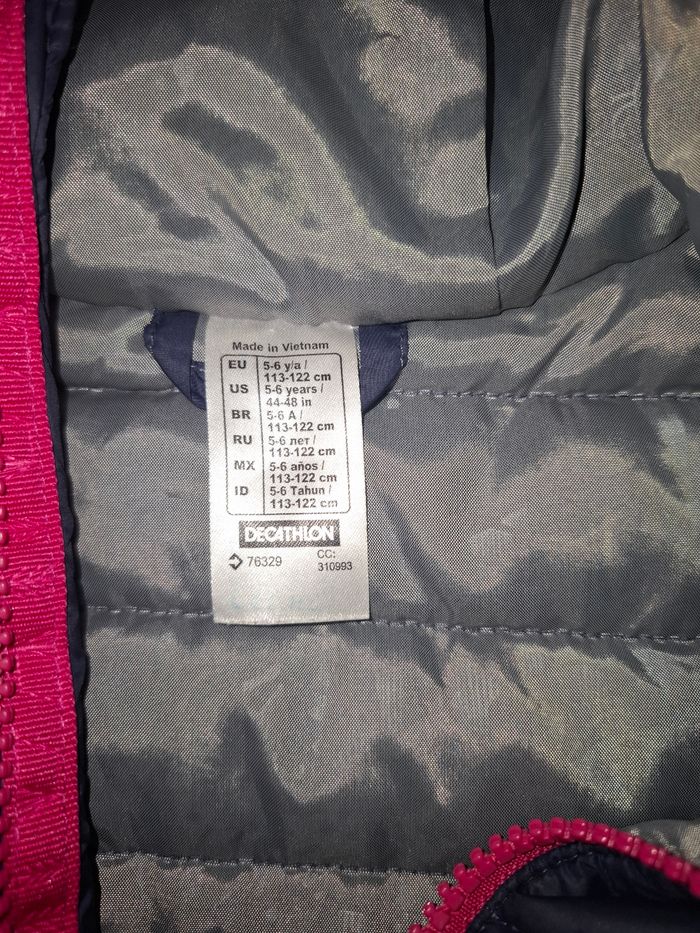 Made in Vietnam
EU 5-6 y/a /
113-122 cm
US 5-6 years /
44-48 in
BR 5-6 A /
113-122 cm
RU 5-6 лет /
113-122 cm
MX 5-6 años /
113-122 cm
ID 5-6 Tahun /
113-122 cm
DECATHLON
76329 CC:
310993